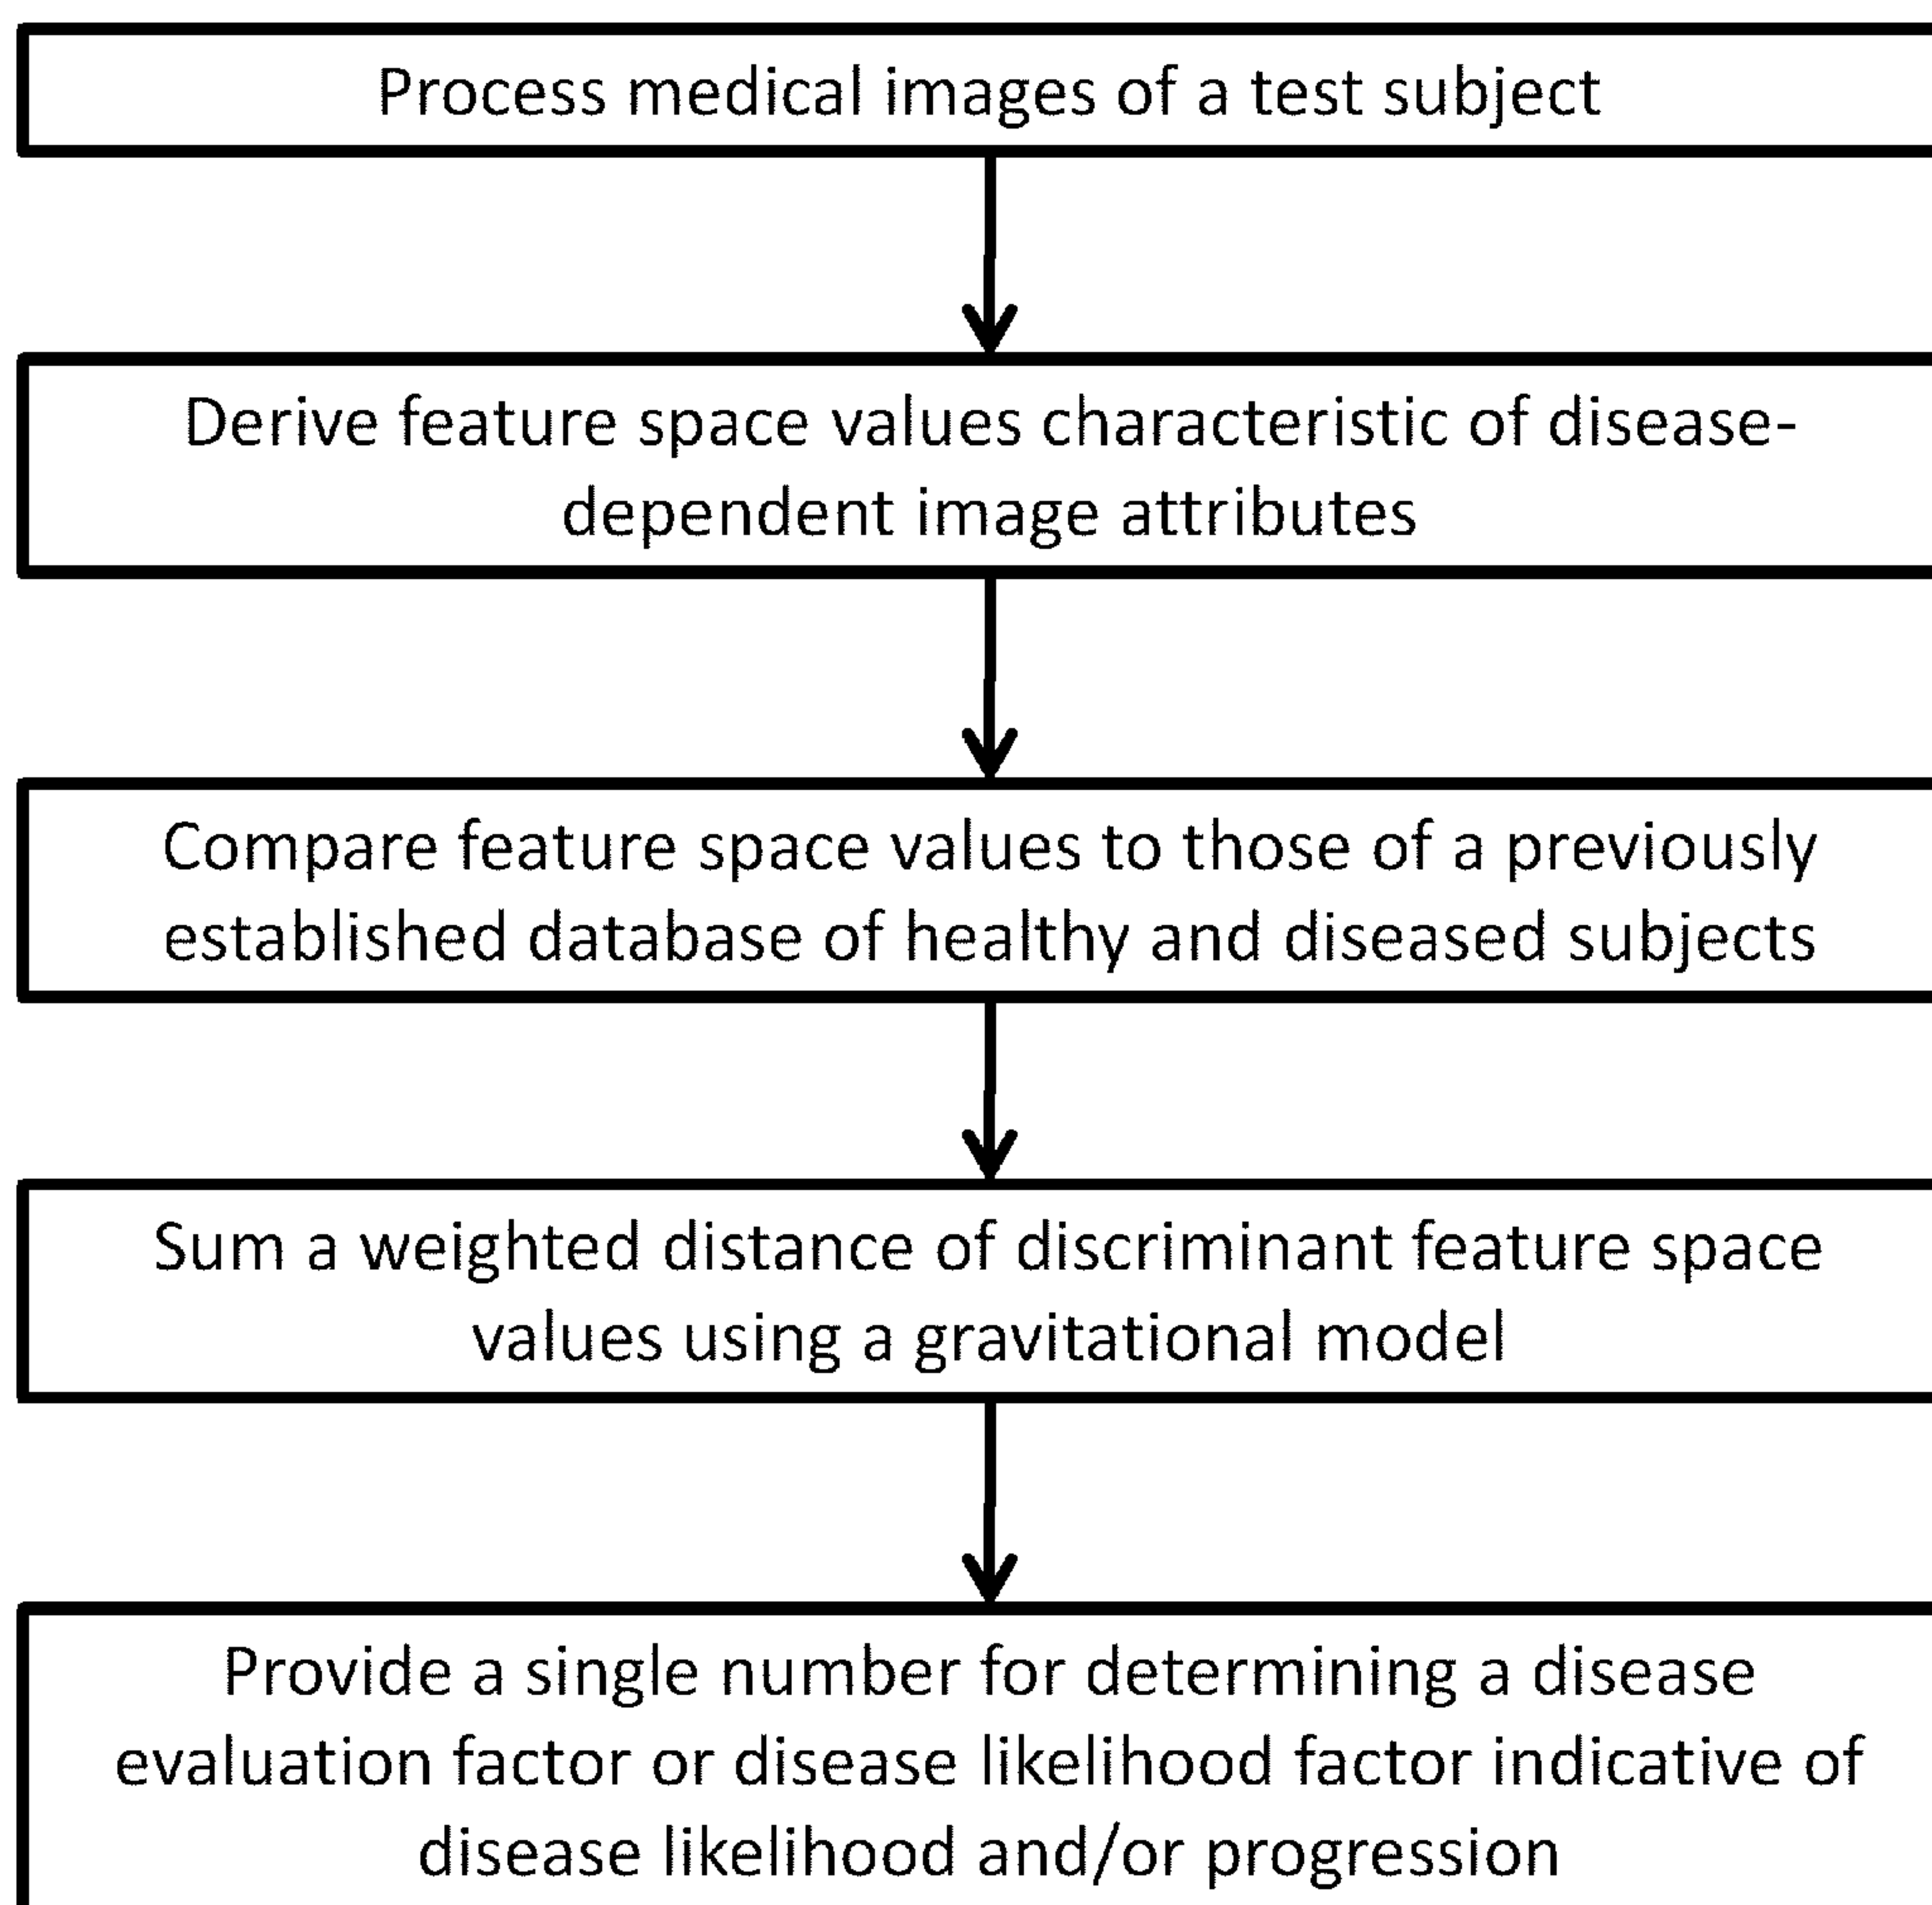 Process medical images of a test subject
Derive feature space values characteristic of disease-
dependent image attributes
Compare feature space values to those of a previously
established database of healthy and diseased subjects
Sum a weighted distance of discriminant feature space
values using a gravitational model
Provide a single number for determining a disease
evaluation factor or disease likelihood factor indicative of
disease likelihood and/or progression